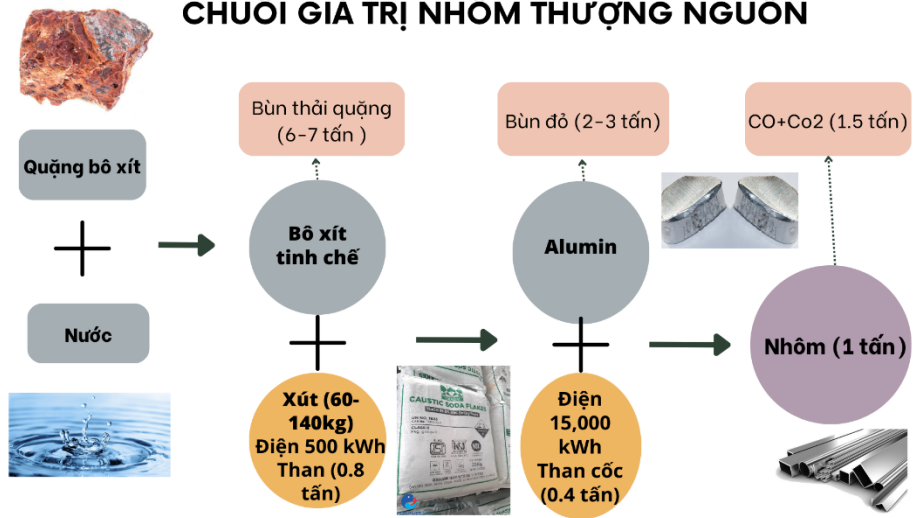 CHUỖI GIÁ TRỊ NHÔM THƯỢNG NGUỒN
Quặng bô xít
Nước
Bùn thải quặng
(6-7 tấn )
Bô xít
tinh chế
Xút (60-
140kg)
Điện 500 kWh
Than (0.8
tấn)
CAUSTIC SODA FLAKES
Bùn đỏ (2-3 tấn)
Alumin
Điện
15,000
kWh
Than cốc
(0.4 tấn)
CO+Co2 (1.5 tấn)
Nhôm (1 tấn)